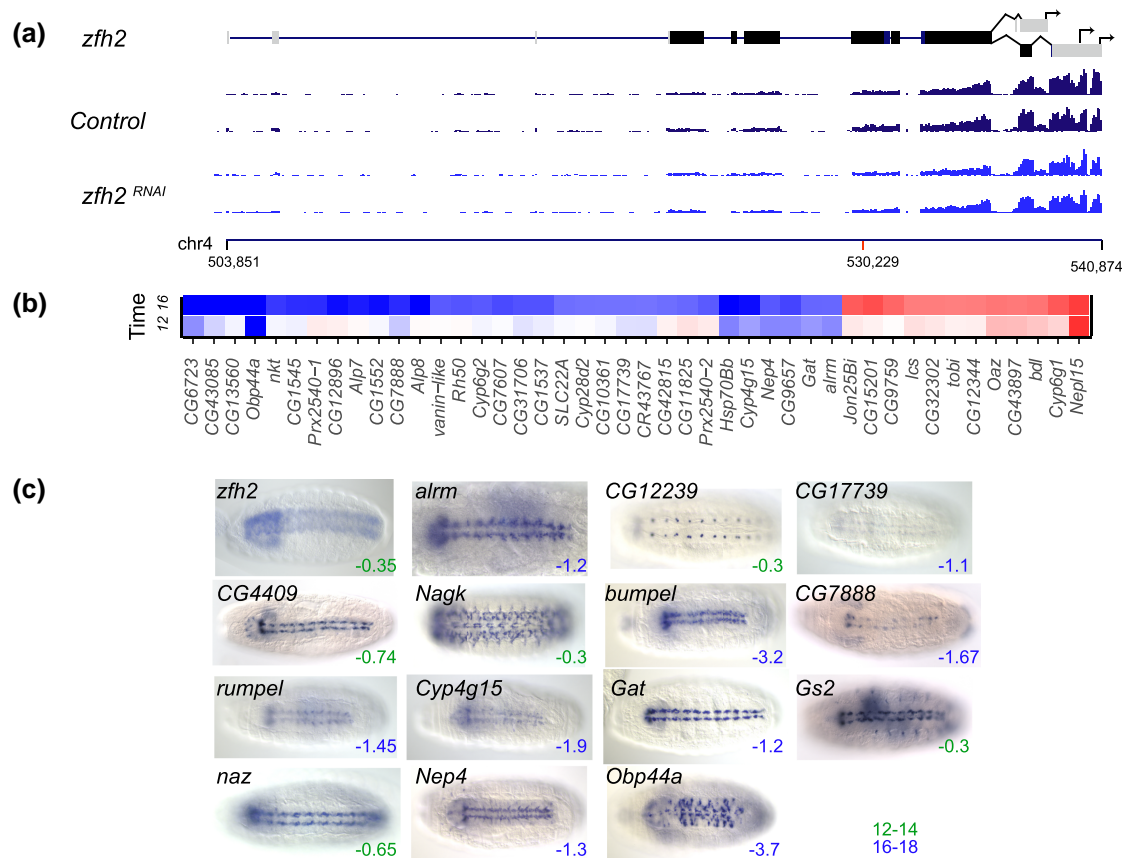 (a)
zfh2
Control
zfh2 RNAI
chr4
503,851
530,229
540,874
(b)
Time
12 16
CG6723
CG43085
CG13560
Obp44a
nkt
CG1545
Prx2540−1
CG12896
Alp7
CG1552
CG7888
Alp8
vanin−like
Rh50
Cyp6g2
CG7607
CG31706
CG1537
SLC22A
Cyp28d2
CG10361
CG17739
CR43767
CG42815
CG11825
Prx2540−2
Hsp70Bb
Cyp4g15
Nep4
CG9657
Gat
alrm
Jon25Bi
CG15201
CG9759
Ics
CG32302
tobi
CG12344
Oaz
CG43897
bdl
Cyp6g1
Nepl15
(c)
zfh2
-0.35
alrm
-1.2
CG12239
-0.3
CG17739
-1.1
CG4409
-0.74
Nagk
-0.3
bumpel
-3.2
CG7888
-1.67
rumpel
-1.45
Cyp4g15
-1.9
Gat
-1.2
Gs2
-0.3
naz
-0.65
Nep4
-1.3
Obp44a
-3.7
12-14
16-18